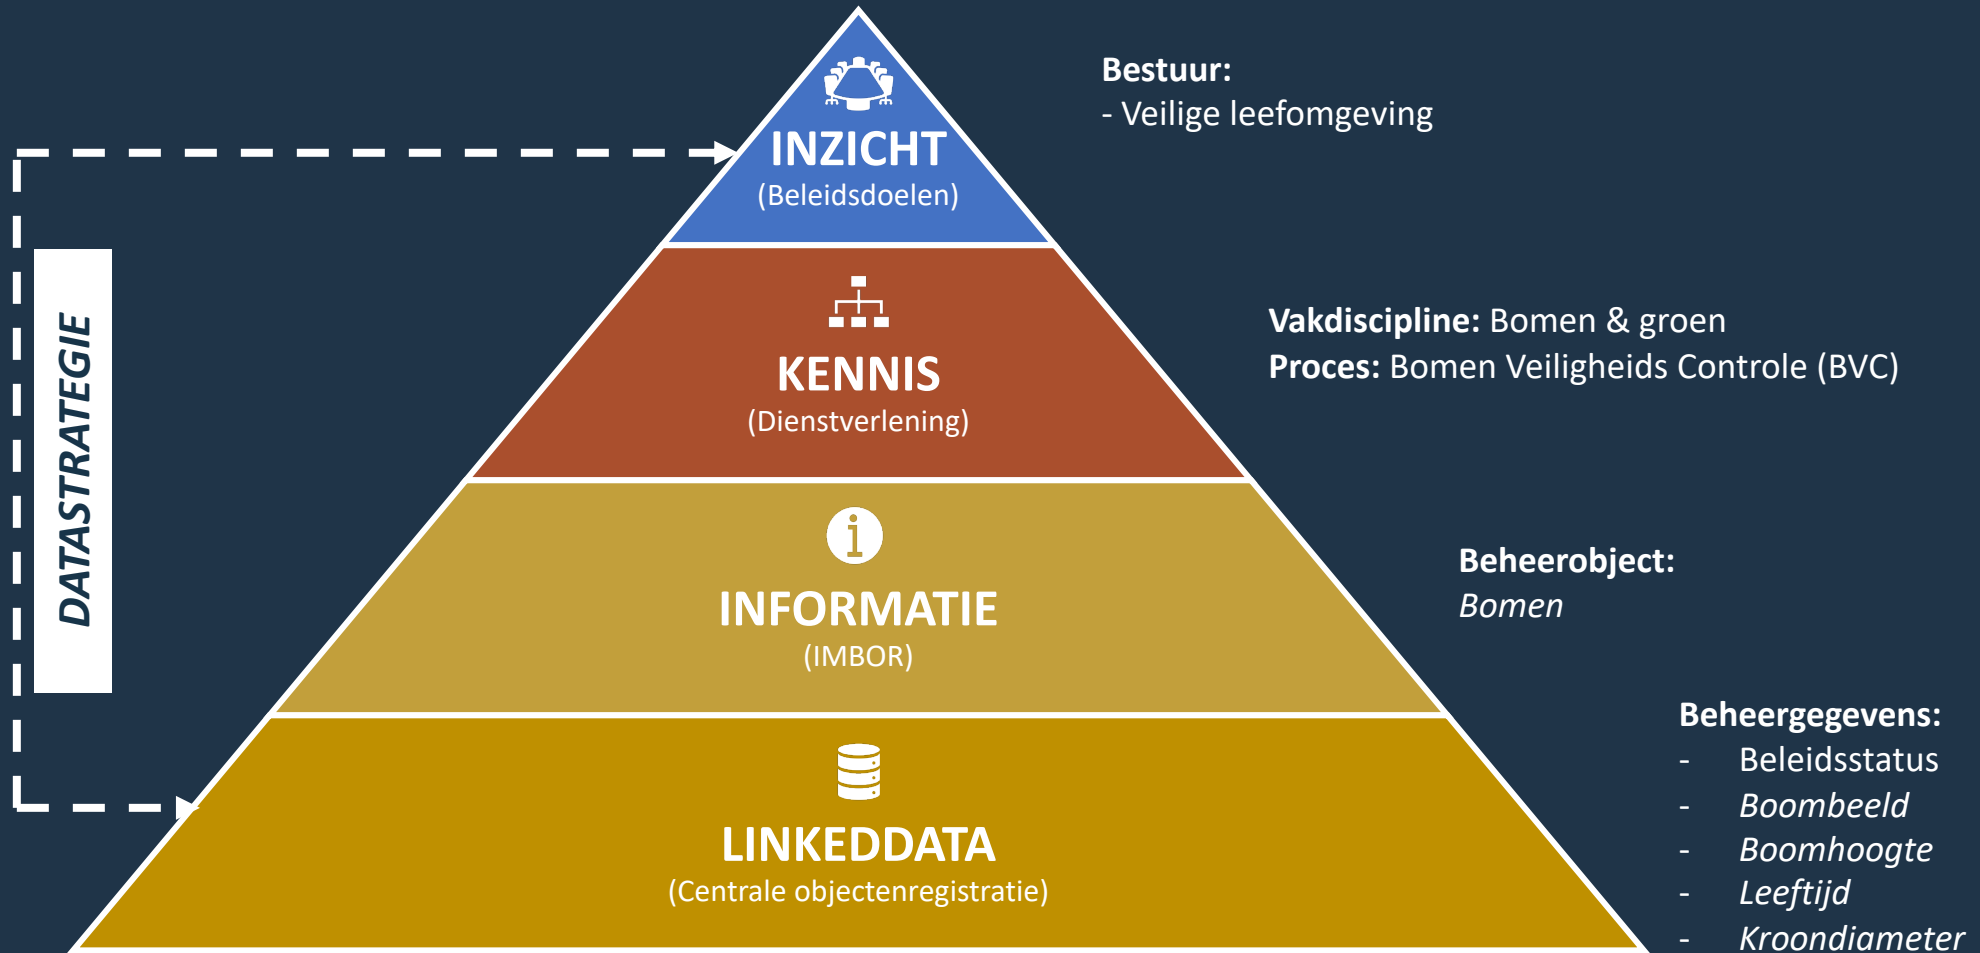 Bestuur:
- Veilige leefomgeving
INZICHT
(Beleidsdoelen)
DATASTRATEGIE
KENNIS
(Dienstverlening)
Vakdiscipline: Bomen & groen
Proces: Bomen Veiligheids Controle (BVC)
i
INFORMATIE
(IMBOR)
Beheerobject:
Bomen
LINKEDDATA
(Centrale objectenregistratie)
Beheergegevens:
- Beleidsstatus
- Boombeeld
- Boomhoogte
- Leeftijd
- Kroondiameter